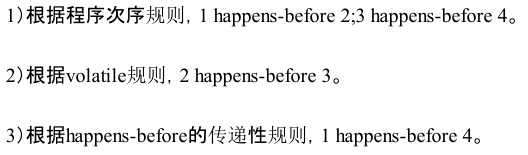 1)根据程序次序规则, 1 happens-before 2;3 happens-before 4。
2)根据volatile规则, 2 happens-before 3。
3)根据happens-before的传递性规则, 1 happens-before 4。